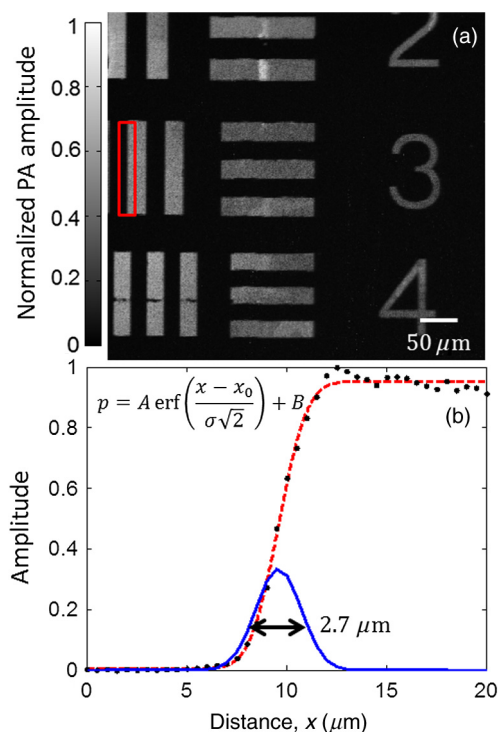 (a)
Normalized PA amplitude
1
0.8
0.6
0.4
0.2
0
2
3
4
50 μm
(b)
p = A erf((x − x₀)/(σ√2)) + B
Amplitude
1
0.8
0.6
0.4
0.2
0
2.7 μm
0 5 10 15 20
Distance, x (μm)